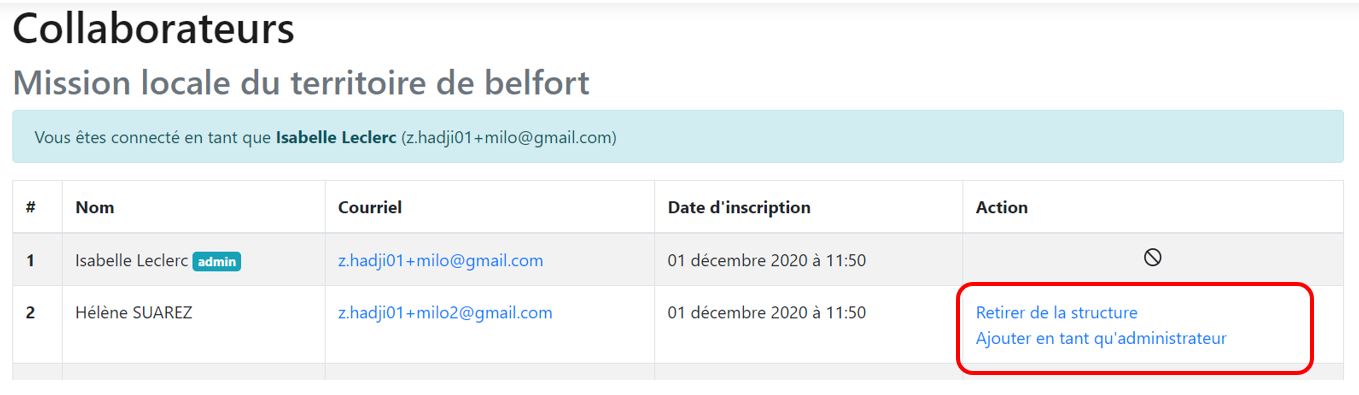 Collaborateurs
Mission locale du territoire de belfort
Vous êtes connecté en tant que Isabelle Leclerc (z.hadji01+milo@gmail.com)
# Nom Courriel Date d'inscription Action
1 Isabelle Leclerc admin z.hadji01+milo@gmail.com 01 décembre 2020 à 11:50
2 Hélène SUAREZ z.hadji01+milo2@gmail.com 01 décembre 2020 à 11:50 Retirer de la structure
Ajouter en tant qu'administrateur